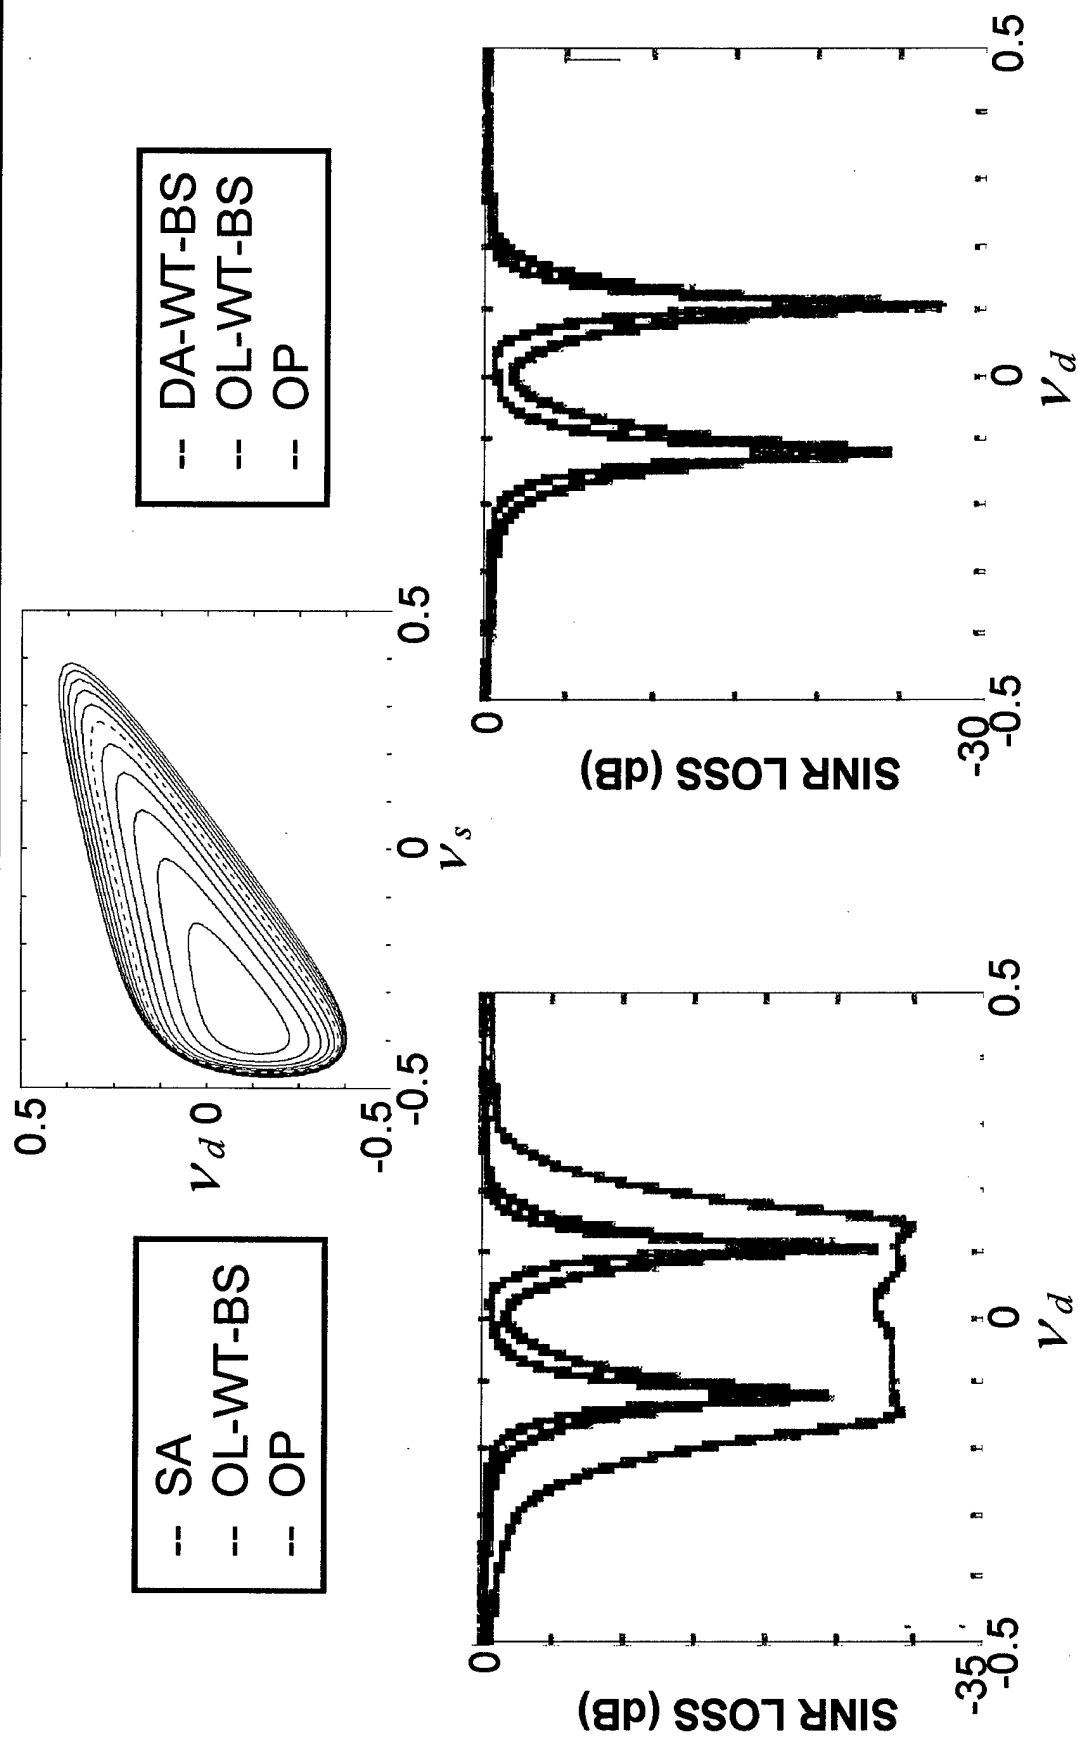 -- SA
-- OL-WT-BS
-- OP
0.5
ν_d 0
-0.5
-0.5
0
0.5
ν_s
-- DA-WT-BS
-- OL-WT-BS
-- OP
SINR LOSS (dB)
0
-35
-0.5
0
0.5
ν_d
SINR LOSS (dB)
0
-30
-0.5
0
0.5
ν_d